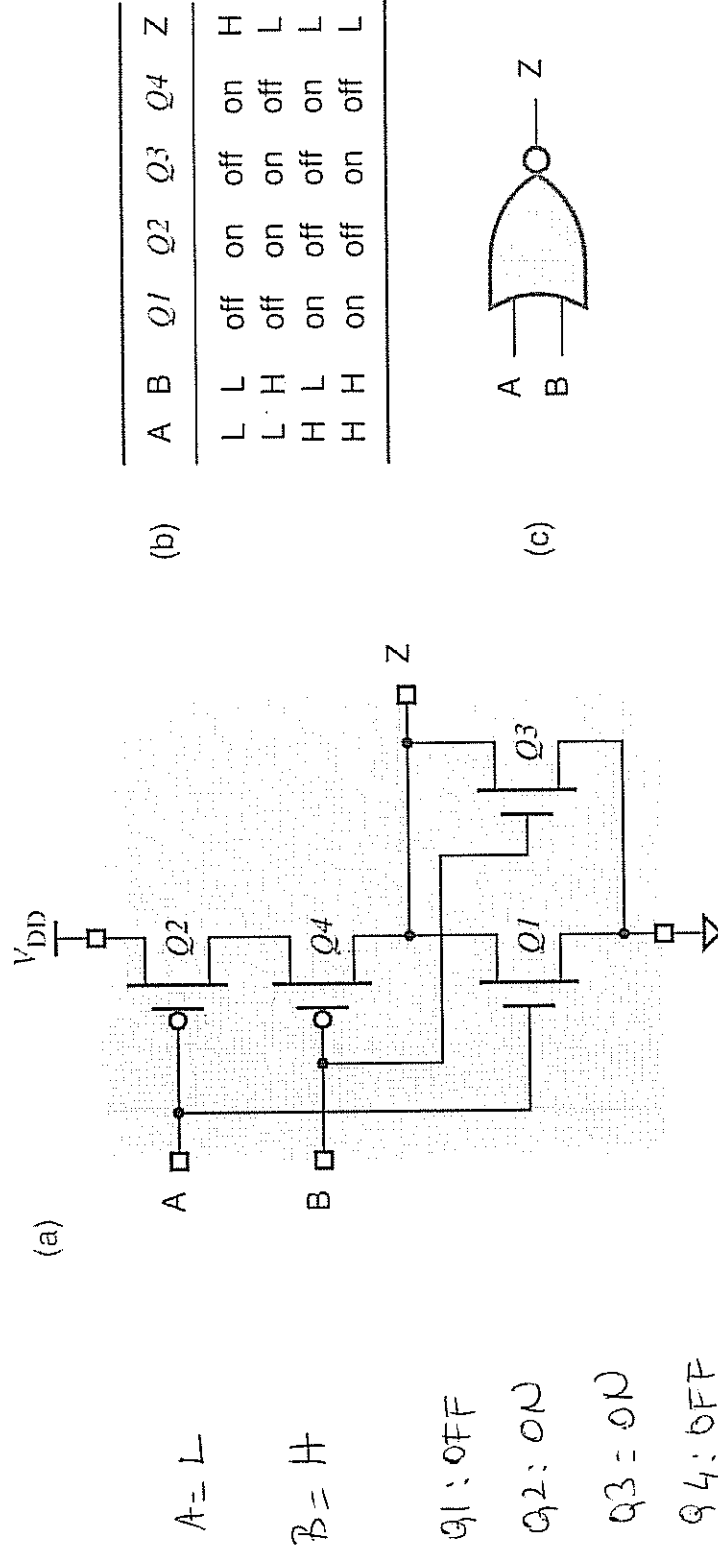 (a)
V_DD
Q2
A
Q4
B
Z
Q1
Q3
(b)
A B Q1 Q2 Q3 Q4 Z
L L off on off on H
L H off on on off L
H L on off off on L
H H on off on off L
(c)
A
B
Z
A = L
B = H
Q1 : OFF
Q2 : ON
Q3 = ON
Q4 : OFF